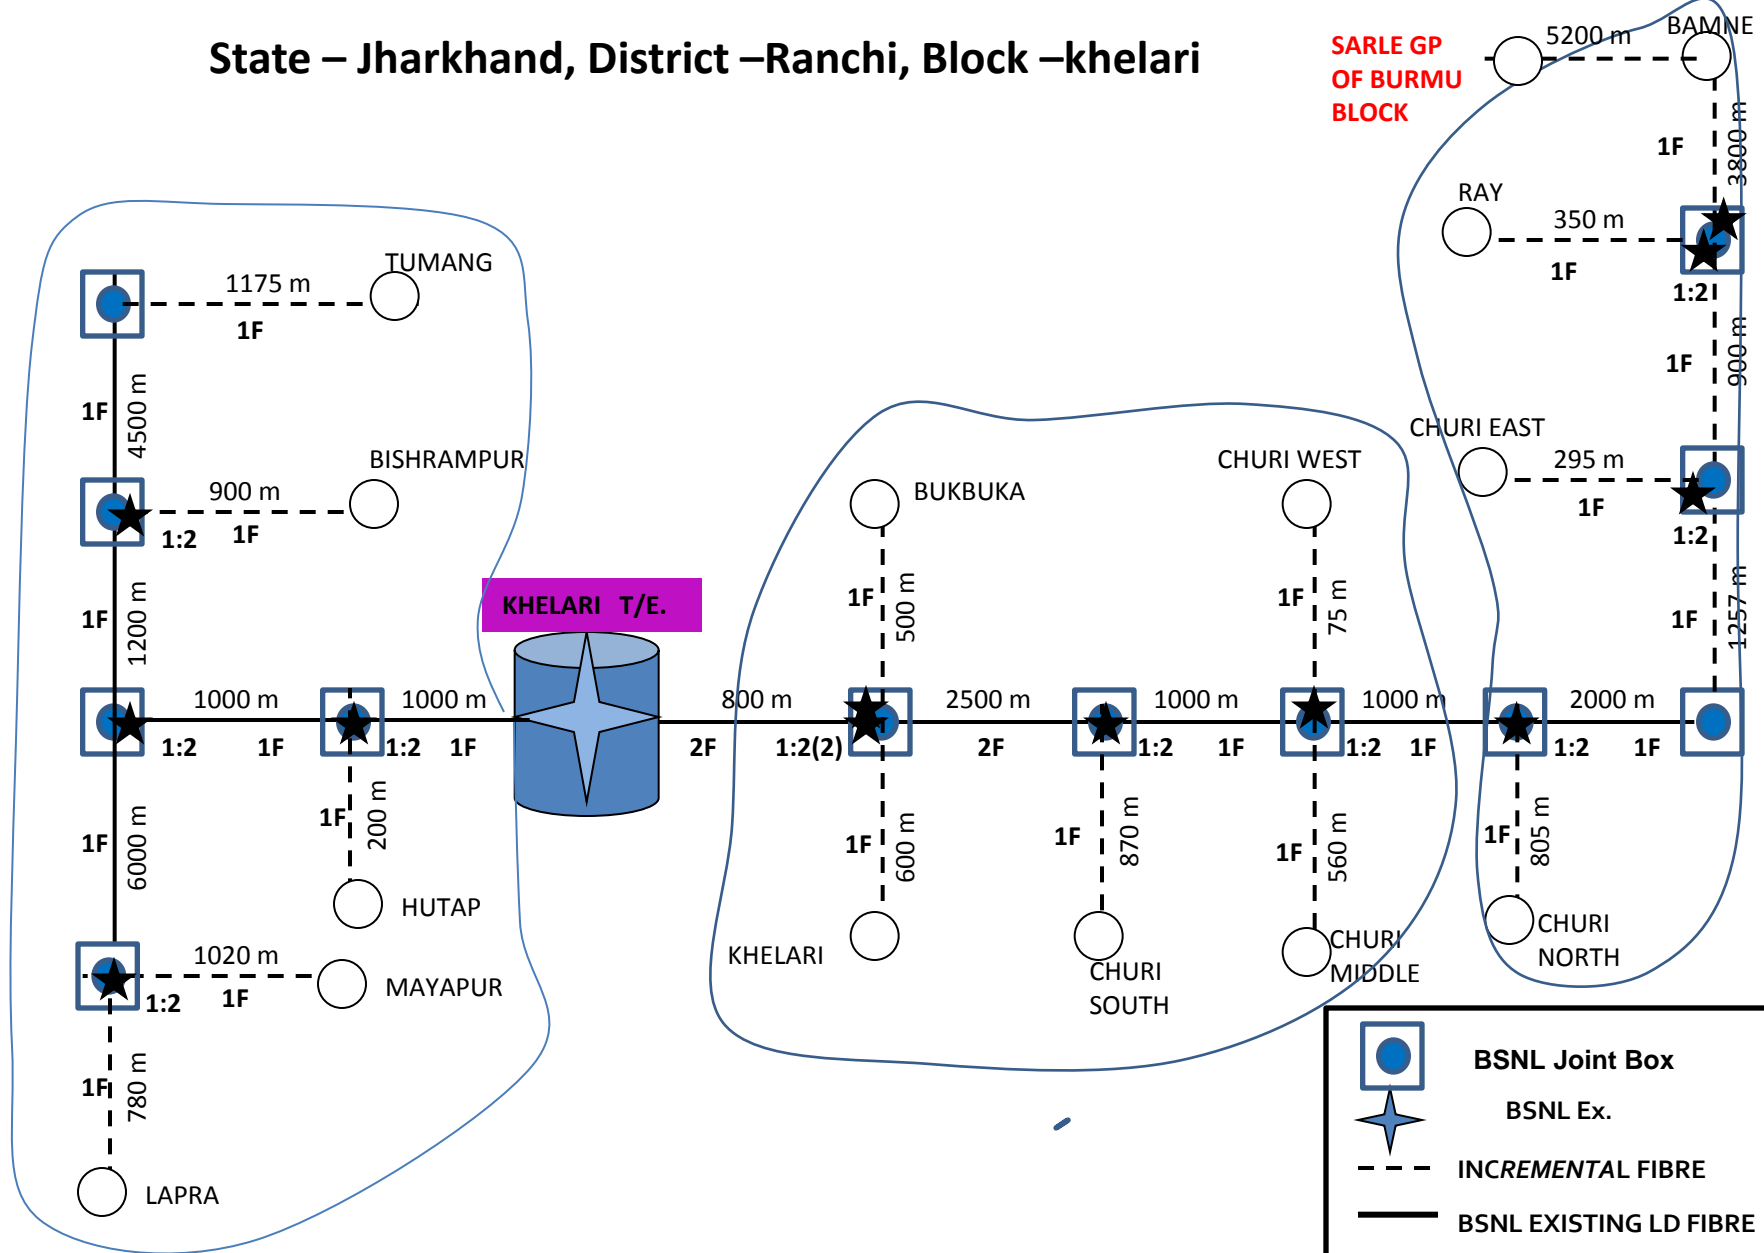 State – Jharkhand, District –Ranchi, Block –khelari
SARLE GP
OF BURMU
BLOCK
5200 m
BAMNE
1F
3800 m
RAY
350 m
1F
1:2
1F
900 m
CHURI EAST
295 m
1F
1:2
1F
1257 m
TUMANG
1175 m
1F
1F
4500 m
BISHRAMPUR
900 m
1:2
1F
1F
1200 m
KHELARI T/E.
1000 m
1:2
1F
1000 m
1:2
1F
800 m
2F
1:2(2)
2500 m
2F
1000 m
1:2
1F
1000 m
1:2
1F
2000 m
1:2
1F
BUKBUKA
1F
500 m
CHURI WEST
1F
75 m
1F
6000 m
1F
200 m
HUTAP
1020 m
1:2
1F
MAYAPUR
1F
780 m
LAPRA
1F
600 m
KHELARI
1F
870 m
CHURI
SOUTH
1F
560 m
CHURI
MIDDLE
1F
805 m
CHURI
NORTH
BSNL Joint Box
BSNL Ex.
INCREMENTAL FIBRE
BSNL EXISTING LD FIBRE